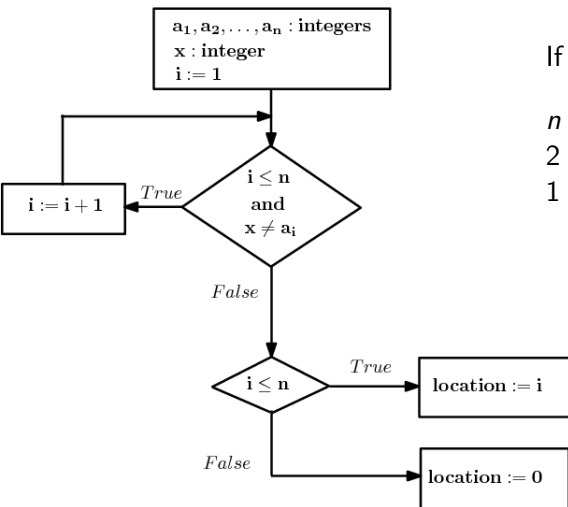 a₁, a₂, . . . , aₙ : integers
x : integer
i := 1
If
n
2
1
i ≤ n
and
x ≠ aᵢ
True
i := i + 1
False
i ≤ n
True
location := i
False
location := 0